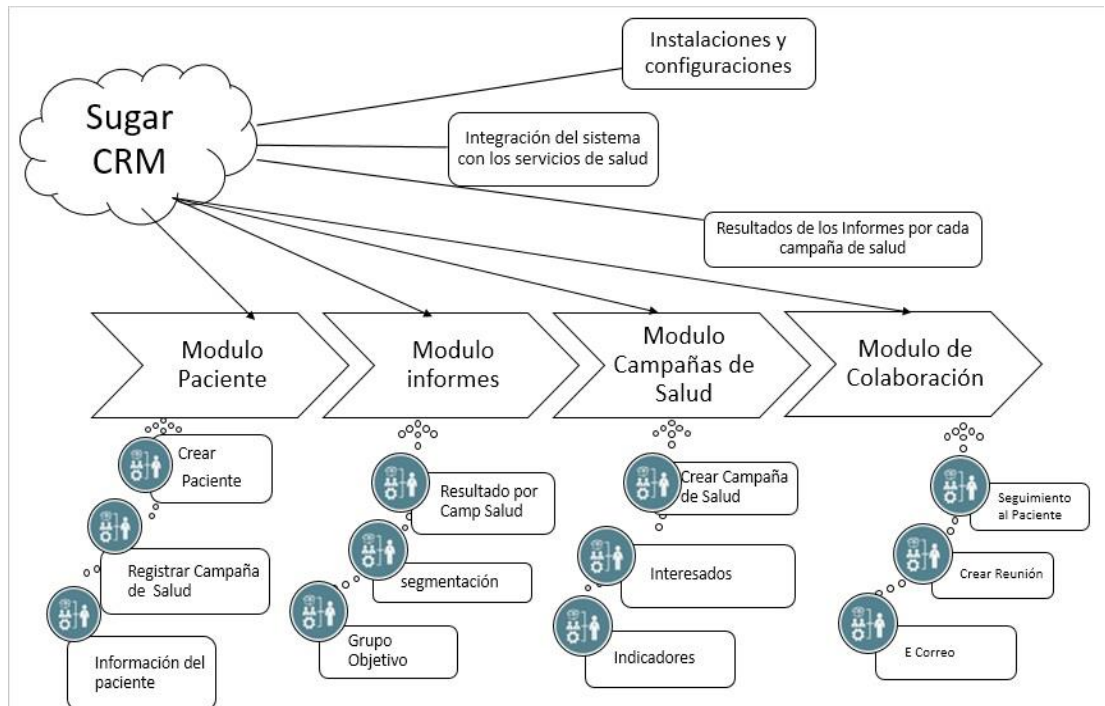 Sugar
CRM
Instalaciones y
configuraciones
Integración del sistema
con los servicios de salud
Resultados de los Informes por cada
campaña de salud
Modulo
Paciente
Modulo
informes
Modulo
Campañas de
Salud
Modulo de
Colaboración
Crear
Paciente
Registrar Campaña
de Salud
Información del
paciente
Resultado por
Camp Salud
segmentación
Grupo
Objetivo
Crear Campaña
de Salud
Interesados
Indicadores
Seguimiento
al Paciente
Crear Reunión
E Correo